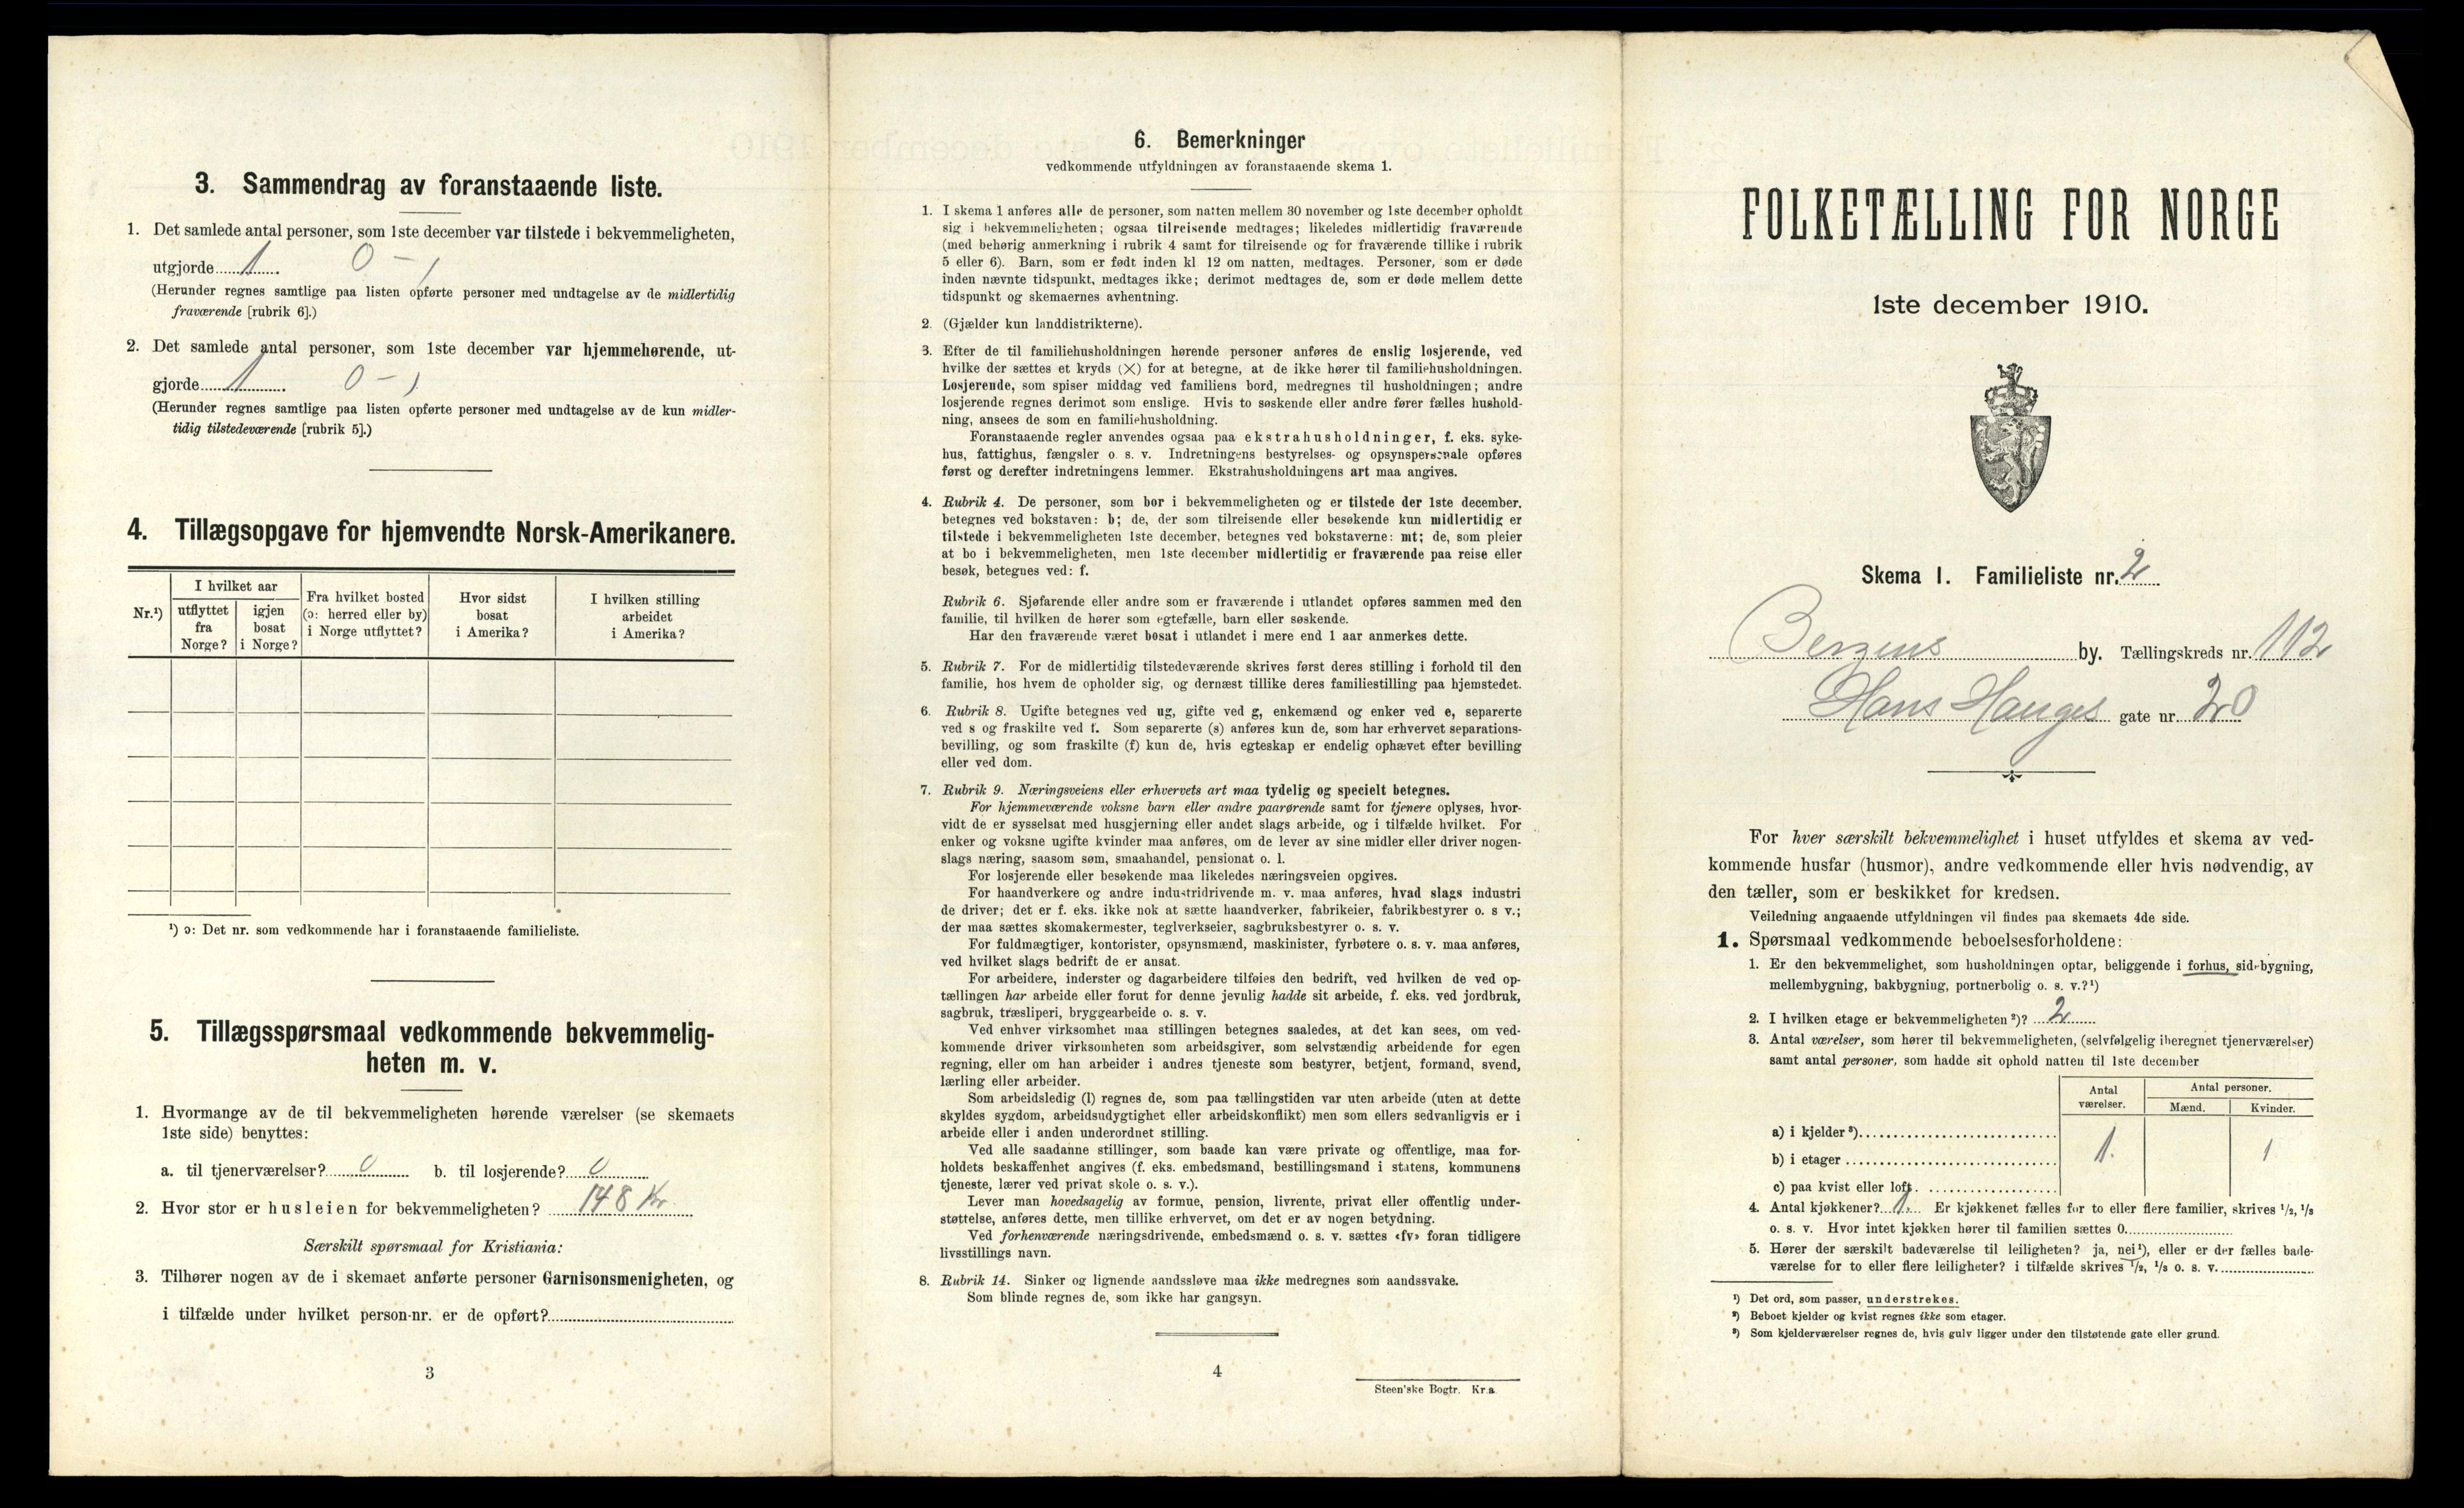 3. Sammendrag av foranstaaende liste.
1. Det samlede antal personer, som 1ste december var tilstede i bekvemmeligheten,
utgjorde 1. 0 – 1
(Herunder regnes samtlige paa listen opførte personer med undtagelse av de midlertidig
fraværende [rubrik 6].)
2. Det samlede antal personer, som 1ste december var hjemmehørende, ut-
gjorde 1. 0 – 1
(Herunder regnes samtlige paa listen opførte personer med undtagelse av de kun midler-
tidig tilstedeværende [rubrik 5].)
4. Tillægsopgave for hjemvendte Norsk-Amerikanere.
Nr.¹)
I hvilket aar
utflyttet fra Norge?
igjen bosat i Norge?
Fra hvilket bosted (ɔ: herred eller by) i Norge utflyttet?
Hvor sidst bosat i Amerika?
I hvilken stilling arbeidet i Amerika?
¹) ɔ: Det nr. som vedkommende har i foranstaaende familieliste.
5. Tillægsspørsmaal vedkommende bekvemmelig-
heten m. v.
1. Hvormange av de til bekvemmeligheten hørende værelser (se skemaets
1ste side) benyttes:
a. til tjenerværelser? 0 b. til losjerende? 0
2. Hvor stor er husleien for bekvemmeligheten? 148 Kr.
Særskilt spørsmaal for Kristiania:
3. Tilhører nogen av de i skemaet anførte personer Garnisonsmenigheten, og
i tilfælde under hvilket person-nr. er de opført?
3
6. Bemerkninger
vedkommende utfyldningen av foranstaaende skema 1.
1. I skema 1 anføres alle de personer, som natten mellem 30 november og 1ste december opholdt
sig i bekvemmeligheten; ogsaa tilreisende medtages; likeledes midlertidig fraværende
(med behørig anmerkning i rubrik 4 samt for tilreisende og for fraværende tillike i rubrik
5 eller 6). Barn, som er født inden kl 12 om natten, medtages. Personer, som er døde
inden nævnte tidspunkt, medtages ikke; derimot medtages de, som er døde mellem dette
tidspunkt og skemaernes avhentning.
2. (Gjælder kun landdistrikterne).
3. Efter de til familiehusholdningen hørende personer anføres de enslig losjerende, ved
hvilke der sættes et kryds (×) for at betegne, at de ikke hører til familiehusholdningen.
Losjerende, som spiser middag ved familiens bord, medregnes til husholdningen; andre
losjerende regnes derimot som enslige. Hvis to søskende eller andre fører fælles hushold-
ning, ansees de som en familiehusholdning.
Foranstaaende regler anvendes ogsaa paa ekstrahusholdninger, f. eks. syke-
hus, fattighus, fængsler o. s. v. Indretningens bestyrelses- og opsynspersonale opføres
først og derefter indretningens lemmer. Ekstrahusholdningens art maa angives.
4. Rubrik 4. De personer, som bor i bekvemmeligheten og er tilstede der 1ste december,
betegnes ved bokstaven: b; de, der som tilreisende eller besøkende kun midlertidig er
tilstede i bekvemmeligheten 1ste december, betegnes ved bokstaverne: mt; de, som pleier
at bo i bekvemmeligheten, men 1ste december midlertidig er fraværende paa reise eller
besøk, betegnes ved: f.
Rubrik 6. Sjøfarende eller andre som er fraværende i utlandet opføres sammen med den
familie, til hvilken de hører som egtefælle, barn eller søskende.
Har den fraværende været bosat i utlandet i mere end 1 aar anmerkes dette.
5. Rubrik 7. For de midlertidig tilstedeværende skrives først deres stilling i forhold til den
familie, hos hvem de opholder sig, og dernæst tillike deres familiestilling paa hjemstedet.
6. Rubrik 8. Ugifte betegnes ved ug, gifte ved g, enkemænd og enker ved e, separerte
ved s og fraskilte ved f. Som separerte (s) anføres kun de, som har erhvervet separations-
bevilling, og som fraskilte (f) kun de, hvis egteskap er endelig ophævet efter bevilling
eller ved dom.
7. Rubrik 9. Næringsveiens eller erhvervets art maa tydelig og specielt betegnes.
For hjemmeværende voksne barn eller andre paarørende samt for tjenere oplyses, hvor-
vidt de er sysselsat med husgjerning eller andet slags arbeide, og i tilfælde hvilket. For
enker og voksne ugifte kvinder maa anføres, om de lever av sine midler eller driver nogen-
slags næring, saasom søm, smaahandel, pensionat o. l.
For losjerende eller besøkende maa likeledes næringsveien opgives.
For haandverkere og andre industridrivende m. v. maa anføres, hvad slags industri
de driver; det er f. eks. ikke nok at sætte haandverker, fabrikeier, fabrikbestyrer o. s v.;
der maa sættes skomakermester, teglverkseier, sagbruksbestyrer o. s. v.
For fuldmægtiger, kontorister, opsynsmænd, maskinister, fyrbøtere o. s. v. maa anføres,
ved hvilket slags bedrift de er ansat.
For arbeidere, inderster og dagarbeidere tilføies den bedrift, ved hvilken de ved op-
tællingen har arbeide eller forut for denne jevnlig hadde sit arbeide, f. eks. ved jordbruk,
sagbruk, træsliperi, bryggearbeide o. s. v.
Ved enhver virksomhet maa stillingen betegnes saaledes, at det kan sees, om ved-
kommende driver virksomheten som arbeidsgiver, som selvstændig arbeidende for egen
regning, eller om han arbeider i andres tjeneste som bestyrer, betjent, formand, svend,
lærling eller arbeider.
Som arbeidsledig (l) regnes de, som paa tællingstiden var uten arbeide (uten at dette
skyldes sygdom, arbeidsudygtighet eller arbeidskonflikt) men som ellers sedvanligvis er i
arbeide eller i anden underordnet stilling.
Ved alle saadanne stillinger, som baade kan være private og offentlige, maa for-
holdets beskaffenhet angives (f. eks. embedsmand, bestillingsmand i statens, kommunens
tjeneste, lærer ved privat skole o. s. v.).
Lever man hovedsagelig av formue, pension, livrente, privat eller offentlig under-
støttelse, anføres dette, men tillike erhvervet, om det er av nogen betydning.
Ved forhenværende næringsdrivende, embedsmænd o. s. v. sættes «fv» foran tidligere
livsstillings navn.
8. Rubrik 14. Sinker og lignende aandssløve maa ikke medregnes som aandssvake.
Som blinde regnes de, som ikke har gangsyn.
4
Steen'ske Bogtr. Kr.a
FOLKETÆLLING FOR NORGE
1ste december 1910.
Skema 1. Familieliste nr. 2
Bergens by. Tællingskreds nr. 112
Hans Hauges gate nr. 20
For hver særskilt bekvemmelighet i huset utfyldes et skema av ved-
kommende husfar (husmor), andre vedkommende eller hvis nødvendig, av
den tæller, som er beskikket for kredsen.
Veiledning angaaende utfyldningen vil findes paa skemaets 4de side.
1. Spørsmaal vedkommende beboelsesforholdene:
1. Er den bekvemmelighet, som husholdningen optar, beliggende i forhus, sidebygning,
mellembygning, bakbygning, portnerbolig o. s. v.?¹)
2. I hvilken etage er bekvemmeligheten²)? 2
3. Antal værelser, som hører til bekvemmeligheten, (selvfølgelig iberegnet tjenerværelser)
samt antal personer, som hadde sit ophold natten til 1ste december
Antal værelser.
Antal personer.
Mænd. Kvinder.
a) i kjelder³)
b) i etager 1. 1
c) paa kvist eller loft
4. Antal kjøkkener? 1. Er kjøkkenet fælles for to eller flere familier, skrives ¹/₂, ¹/₃
o. s. v. Hvor intet kjøkken hører til familien sættes 0.
5. Hører der særskilt badeværelse til leiligheten? ja, nei¹), eller er der fælles bade-
værelse for to eller flere leiligheter? i tilfælde skrives ¹/₂, ¹/₃ o. s. v.
¹) Det ord, som passer, understrekes.
²) Beboet kjelder og kvist regnes ikke som etager.
³) Som kjelderværelser regnes de, hvis gulv ligger under den tilstøtende gate eller grund.